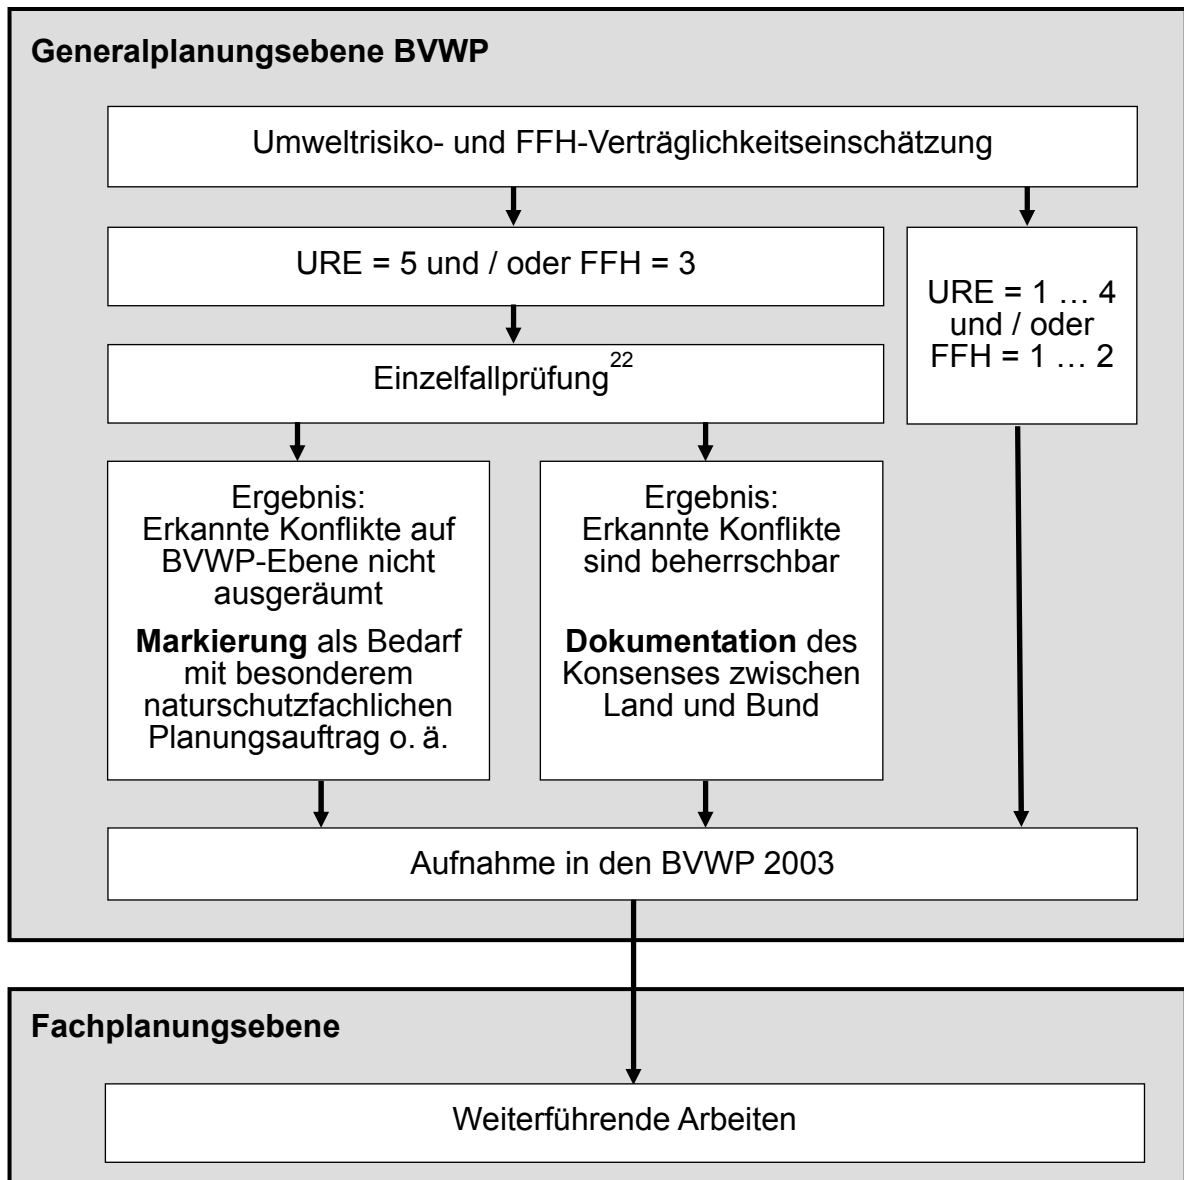 Generalplanungsebene BVWP
Umweltrisiko- und FFH-Verträglichkeitseinschätzung
URE = 5 und / oder FFH = 3
URE = 1 … 4
und / oder
FFH = 1 … 2
Einzelfallprüfung22
Ergebnis:
Erkannte Konflikte auf
BVWP-Ebene nicht
ausgeräumt
Markierung als Bedarf
mit besonderem
naturschutzfachlichen
Planungsauftrag o. ä.
Ergebnis:
Erkannte Konflikte
sind beherrschbar
Dokumentation des
Konsenses zwischen
Land und Bund
Aufnahme in den BVWP 2003
Fachplanungsebene
Weiterführende Arbeiten